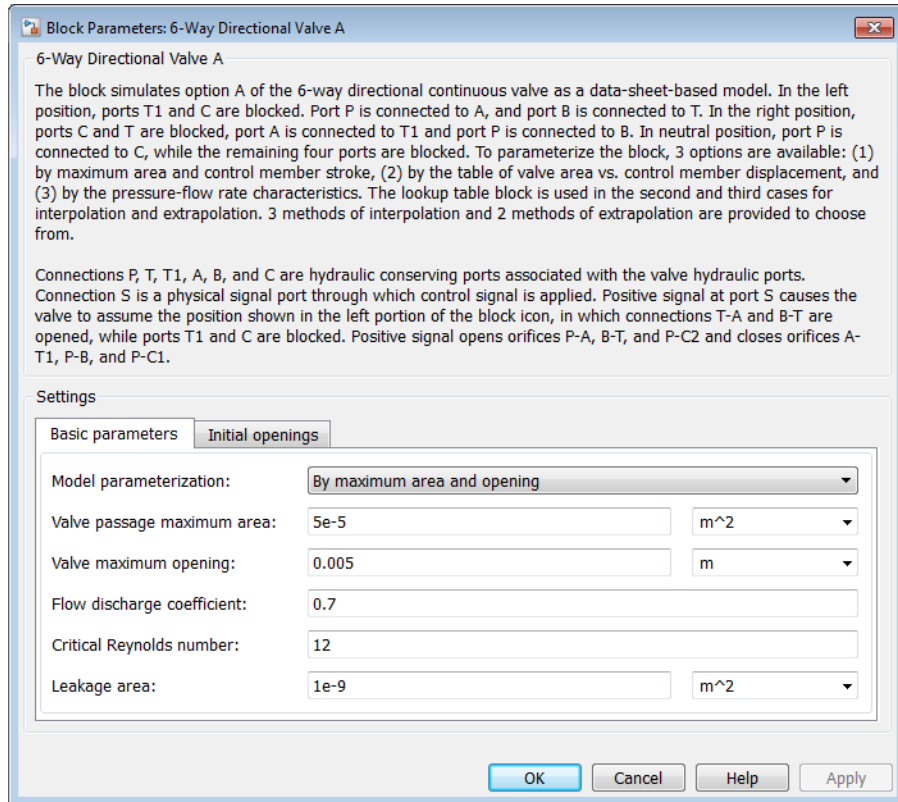 Block Parameters: 6-Way Directional Valve A
6-Way Directional Valve A
The block simulates option A of the 6-way directional continuous valve as a data-sheet-based model. In the left
position, ports T1 and C are blocked. Port P is connected to A, and port B is connected to T. In the right position,
ports C and T are blocked, port A is connected to T1 and port P is connected to B. In neutral position, port P is
connected to C, while the remaining four ports are blocked. To parameterize the block, 3 options are available: (1)
by maximum area and control member stroke, (2) by the table of valve area vs. control member displacement, and
(3) by the pressure-flow rate characteristics. The lookup table block is used in the second and third cases for
interpolation and extrapolation. 3 methods of interpolation and 2 methods of extrapolation are provided to choose
from.
Connections P, T, T1, A, B, and C are hydraulic conserving ports associated with the valve hydraulic ports.
Connection S is a physical signal port through which control signal is applied. Positive signal at port S causes the
valve to assume the position shown in the left portion of the block icon, in which connections T-A and B-T are
opened, while ports T1 and C are blocked. Positive signal opens orifices P-A, B-T, and P-C2 and closes orifices A-
T1, P-B, and P-C1.
Settings
Basic parameters Initial openings
Model parameterization: By maximum area and opening
Valve passage maximum area: 5e-5 m^2
Valve maximum opening: 0.005 m
Flow discharge coefficient: 0.7
Critical Reynolds number: 12
Leakage area: 1e-9 m^2
OK Cancel Help Apply